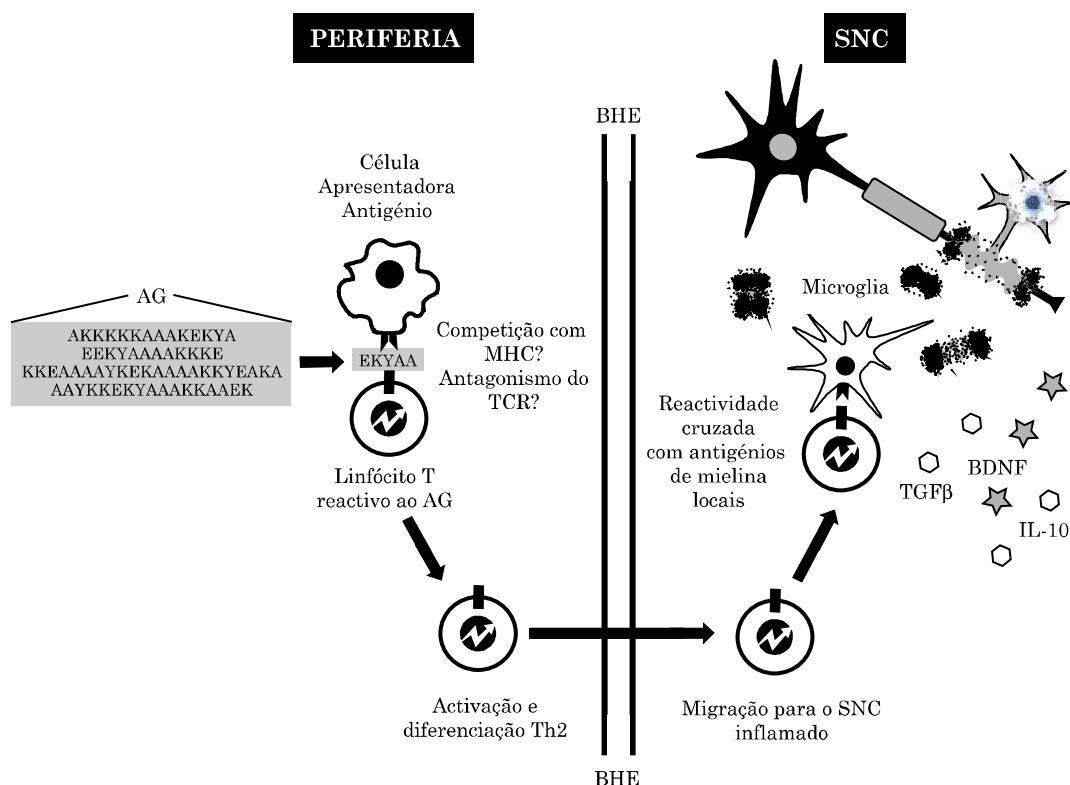 PERIFERIA
SNC
BHE
Célula
Apresentadora
Antigénio
AG
AKKKKKAAAKEKYA
EEKYAAAAKKKE
KKEAAAAYKEKAAAAKKYEAKA
AAYKKEKYAAAKKAAEK
EKYAA
Competição com
MHC?
Antagonismo do
TCR?
Linfócito T
reactivo ao AG
Activação e
diferenciação Th2
Microglia
Reactividade
cruzada
com antigénios
de mielina
locais
BDNF
TGFβ
IL-10
Migração para o SNC
inflamado
BHE